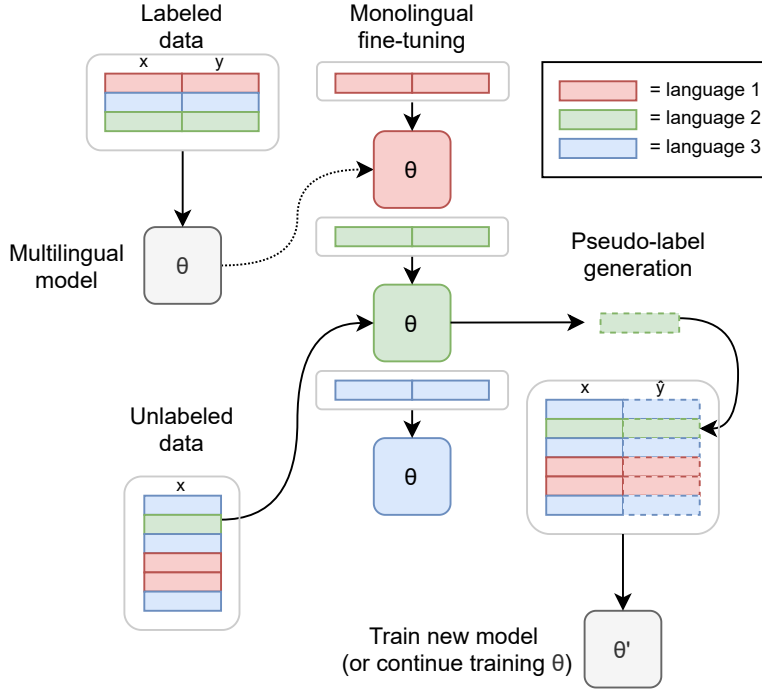 Labeled
data
x y
Monolingual
fine-tuning
= language 1
= language 2
= language 3
θ
Multilingual
model
θ
Pseudo-label
generation
θ
Unlabeled
data
x
θ
x ŷ
Train new model
(or continue training θ)
θ'